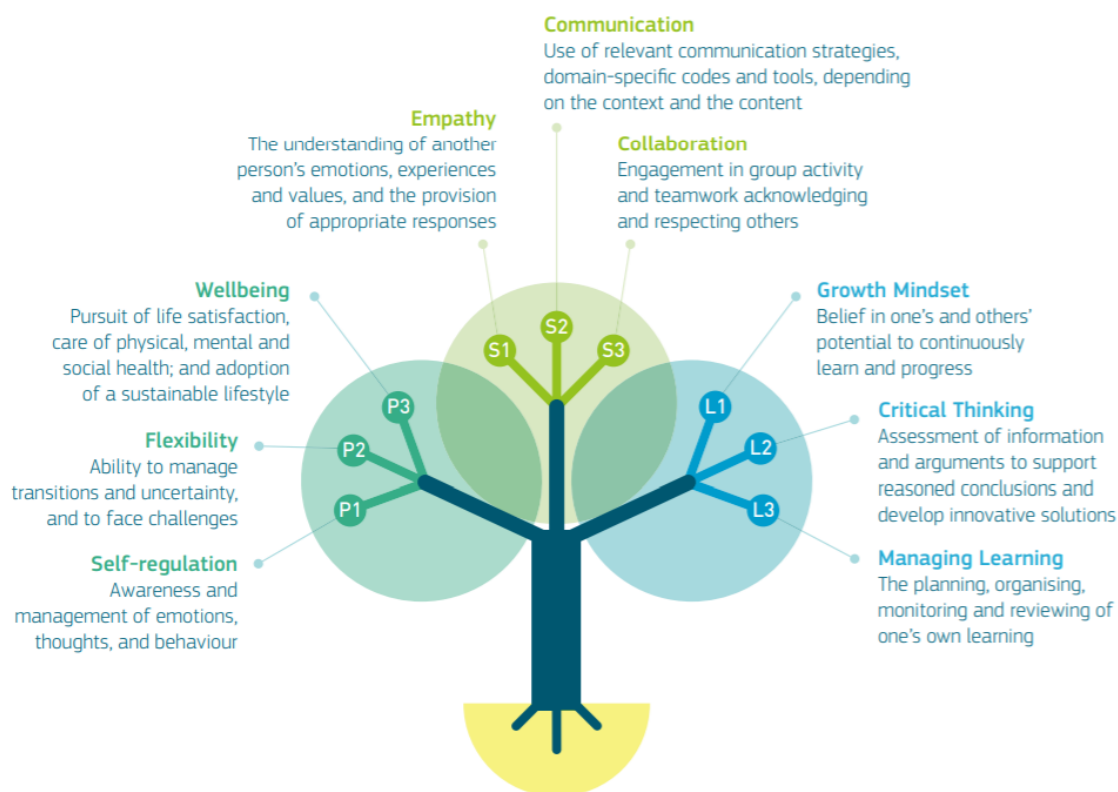 Communication
Use of relevant communication strategies,
domain-specific codes and tools, depending
on the context and the content
Empathy
The understanding of another
person's emotions, experiences
and values, and the provision
of appropriate responses
Collaboration
Engagement in group activity
and teamwork acknowledging
and respecting others
Wellbeing
Pursuit of life satisfaction,
care of physical, mental and
social health; and adoption
of a sustainable lifestyle
Flexibility
Ability to manage
transitions and uncertainty,
and to face challenges
Self-regulation
Awareness and
management of emotions,
thoughts, and behaviour
P3
P2
P1
S1
S2
S3
L1
L2
L3
Growth Mindset
Belief in one's and others'
potential to continuously
learn and progress
Critical Thinking
Assessment of information
and arguments to support
reasoned conclusions and
develop innovative solutions
Managing Learning
The planning, organising,
monitoring and reviewing of
one's own learning